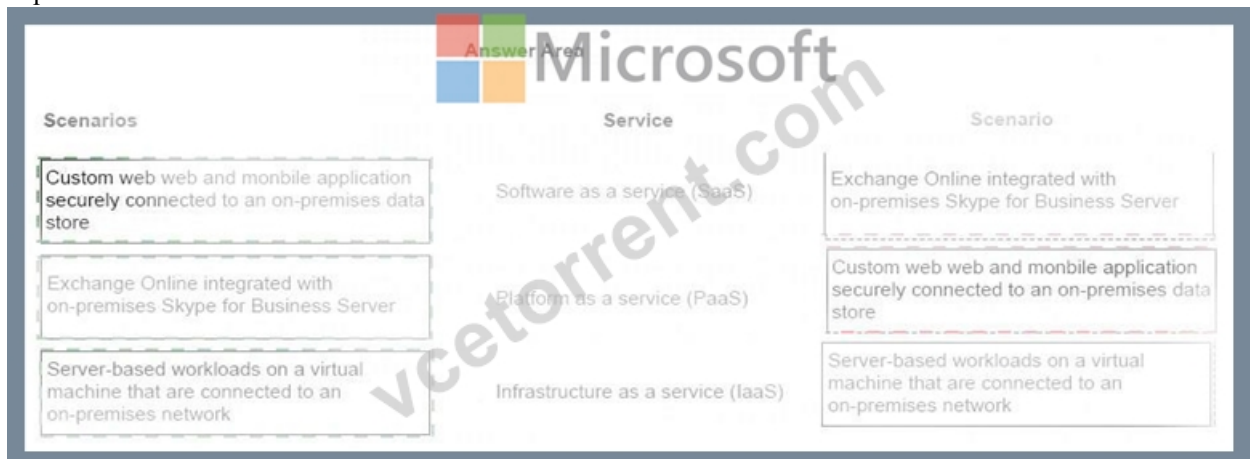 Microsoft
Answer Area
Scenarios
Service
Scenario
Custom web web and monbile application
securely connected to an on-premises data
store
Software as a service (SaaS)
Exchange Online integrated with
on-premises Skype for Business Server
Exchange Online integrated with
on-premises Skype for Business Server
Platform as a service (PaaS)
Custom web web and monbile application
securely connected to an on-premises data
store
Server-based workloads on a virtual
machine that are connected to an
on-premises network
Infrastructure as a service (IaaS)
Server-based workloads on a virtual
machine that are connected to an
on-premises network
vcetorrent.com